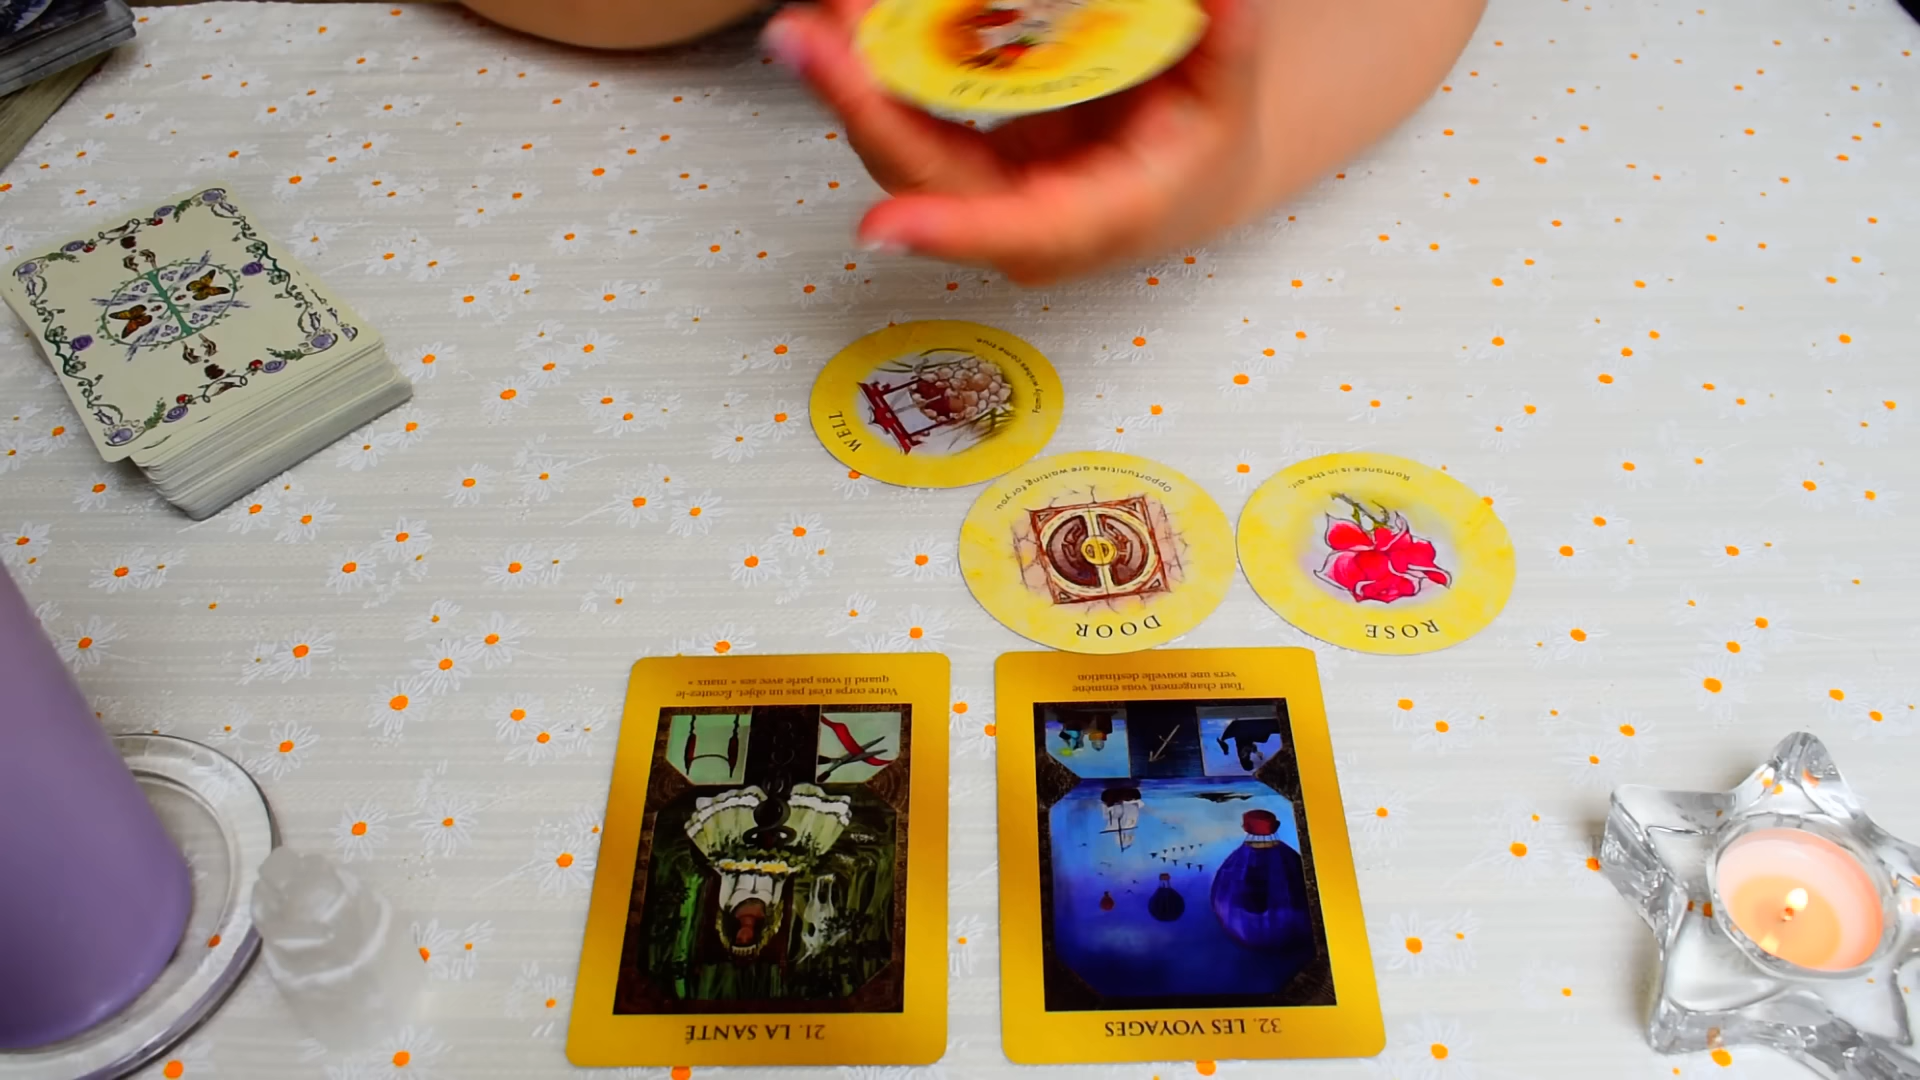 WELL
Family wishes come true.
Opportunities are waiting for you.
DOOR
Romance is in the air.
ROSE
Votre corps n'est pas un objet. Écoutez-le
quand il vous parle avec ses « maux »
21. LA SANTÉ
Tout changement vous emmène
vers une nouvelle destination
32. LES VOYAGES